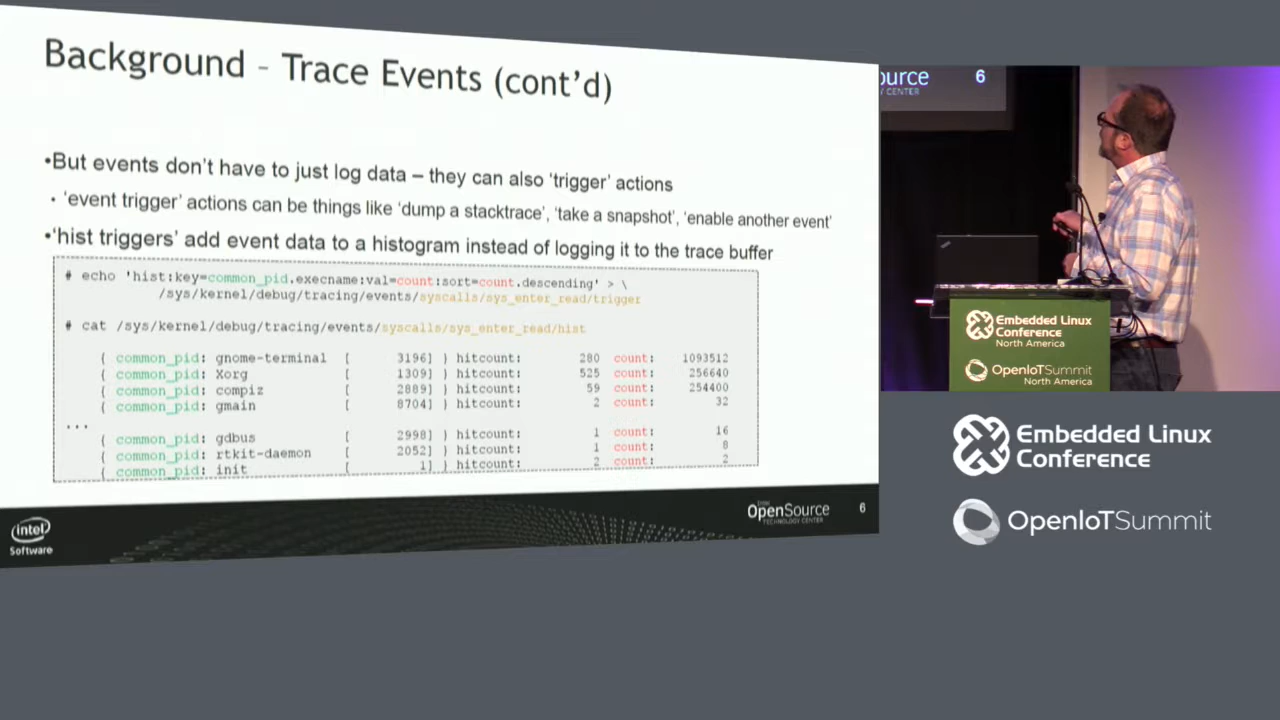 Background - Trace Events (cont'd)
•But events don't have to just log data – they can also 'trigger' actions
• 'event trigger' actions can be things like 'dump a stacktrace', 'take a snapshot', 'enable another event'
•'hist triggers' add event data to a histogram instead of logging it to the trace buffer
# echo 'hist:key=common_pid.execname:val=count:sort=count.descending' > \
/sys/kernel/debug/tracing/events/syscalls/sys_enter_read/trigger
# cat /sys/kernel/debug/tracing/events/syscalls/sys_enter_read/hist
{ common_pid: gnome-terminal [ 3196] } hitcount: 280 count: 1093512
{ common_pid: Xorg [ 1309] } hitcount: 525 count: 256640
{ common_pid: compiz [ 2889] } hitcount: 59 count: 254400
{ common_pid: gmain [ 8704] } hitcount: 2 count: 32
...
{ common_pid: gdbus [ 2998] } hitcount: 1 count: 16
{ common_pid: rtkit-daemon [ 2052] } hitcount: 1 count: 8
{ common_pid: init [ 1] } hitcount: 2 count: 2
intel
Software
OpenSource
TECHNOLOGY CENTER
6
ource 6
CENTER
Embedded Linux
Conference
North America
OpenIoTSummit
North America
Embedded Linux
Conference
OpenIoTSummit